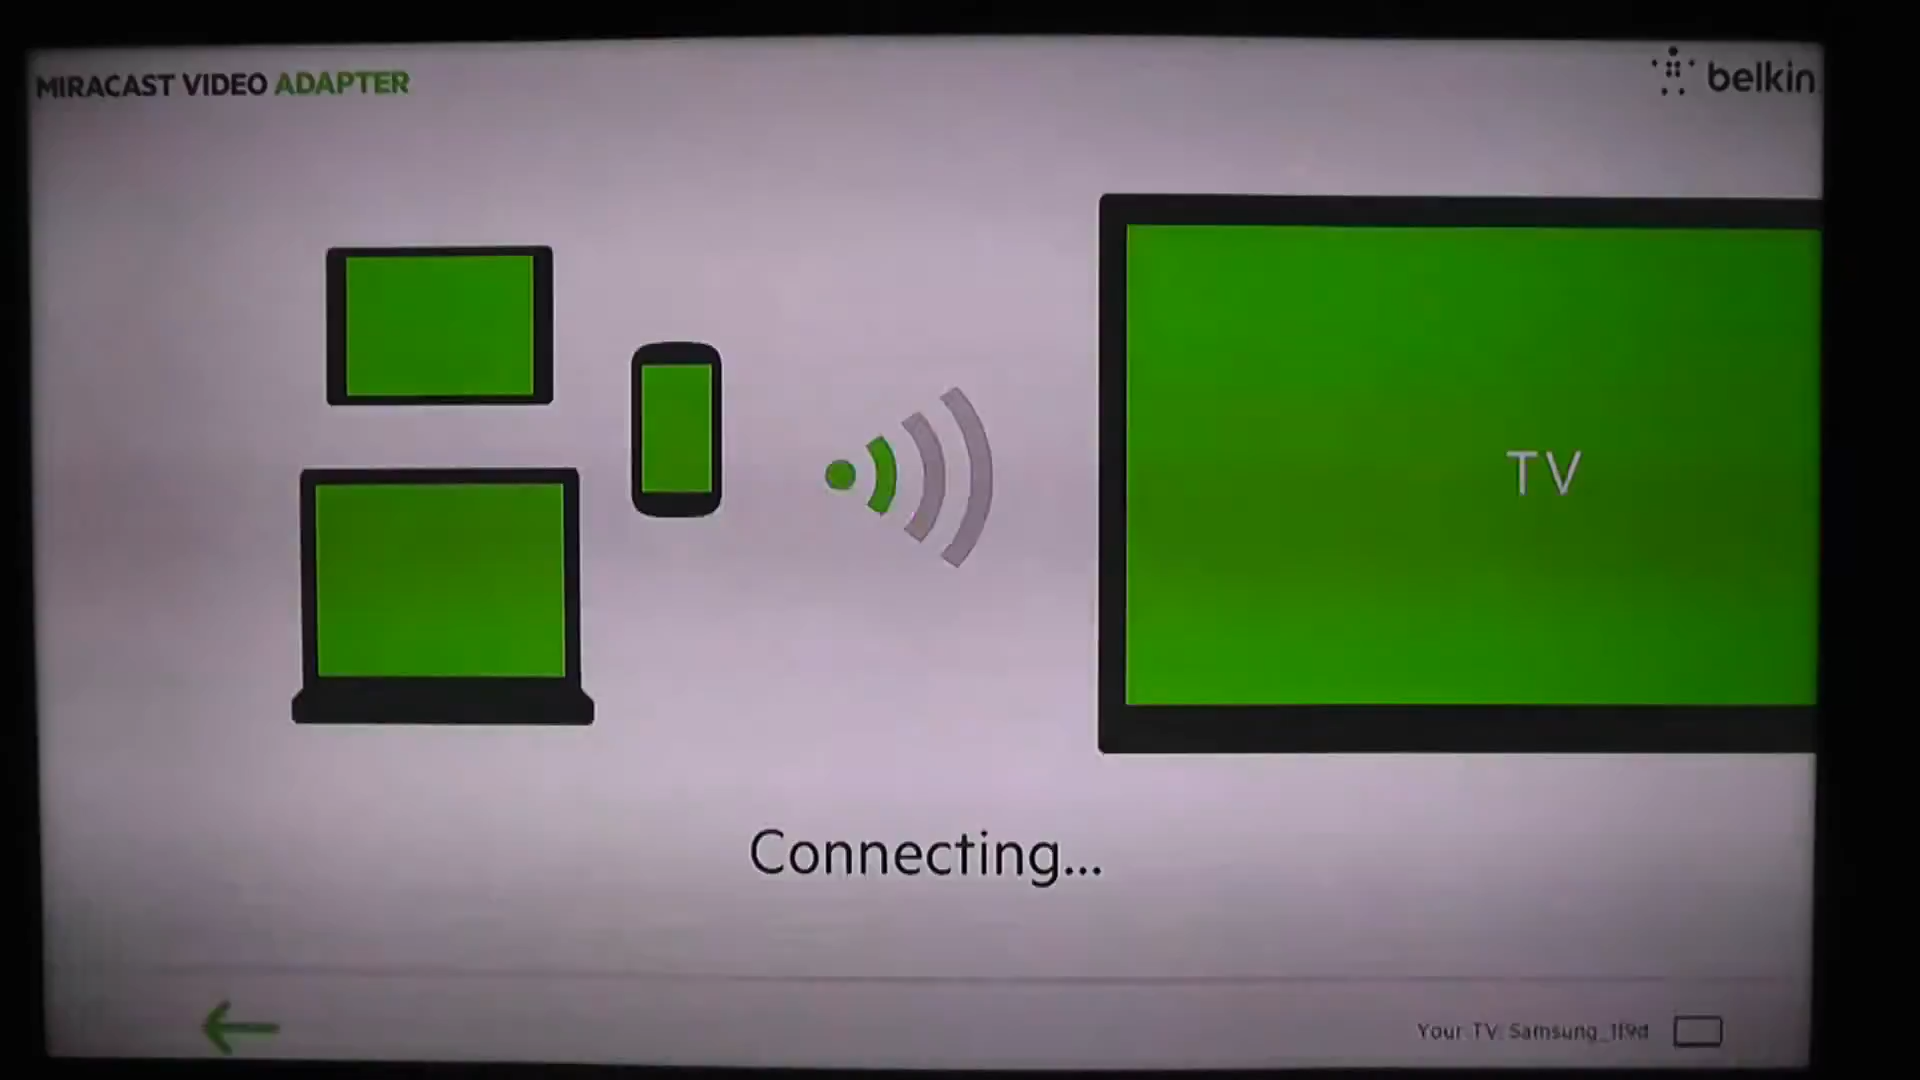 MIRACAST VIDEO ADAPTER
belkin
TV
Connecting...
Your TV: Samsung_119d